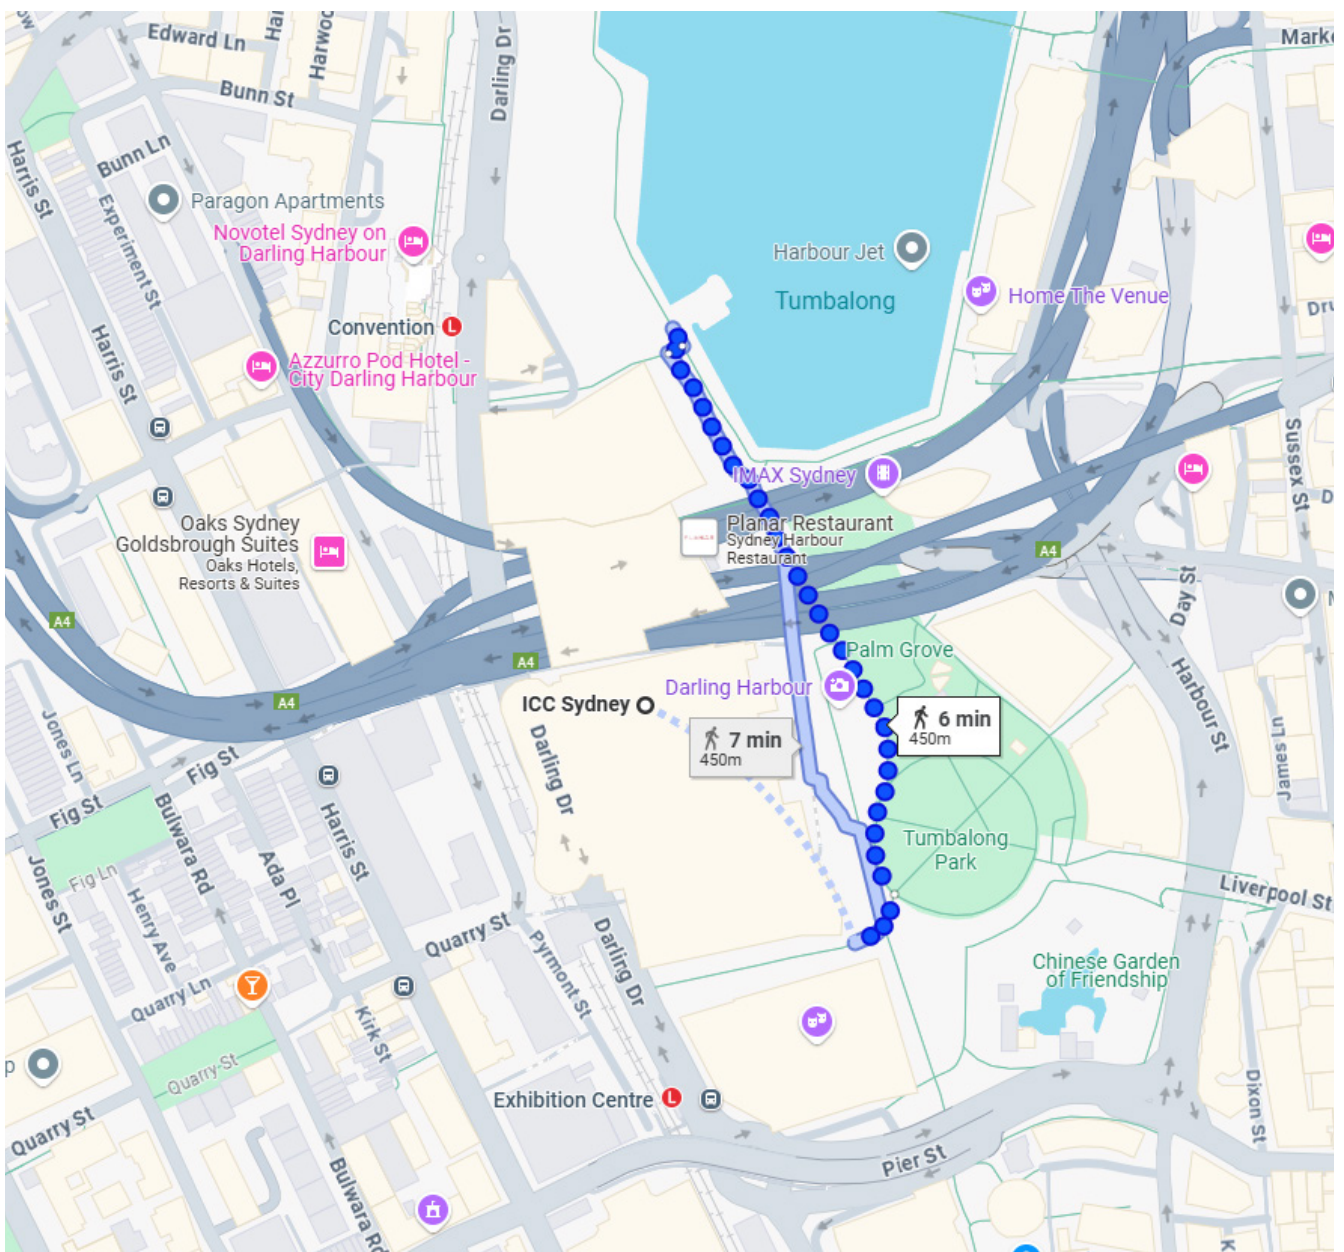 Edward Ln
Bunn St
Darling Dr
Mark
Bunn Ln
Harris St
Experiment St
Paragon Apartments
Novotel Sydney on
Darling Harbour
Harbour Jet
Tumbalong
Home The Venue
Convention
L
Azzurro Pod Hotel -
City Darling Harbour
Harris St
Sussex St
IMAX Sydney
Planar Restaurant
Sydney Harbour
Restaurant
Oaks Sydney
Goldsbrough Suites
Oaks Hotels,
Resorts & Suites
A4
A4
A4
A4
Day St
Palm Grove
Darling Harbour
ICC Sydney
6 min
450m
7 min
450m
Harbour St
James Ln
Jones Ln
Fig St
Fig St
Darling Dr
Bulwara Rd
Harris St
Ada Pl
Fig Ln
Jones St
Henry Ave
Tumbalong
Park
Liverpool St
Quarry St
Darling Dr
Pyrmont St
Chinese Garden
of Friendship
Quarry Ln
Kirk St
Quarry St
Exhibition Centre
L
Dixon St
Quarry St
Pier St
Bulwara Rd